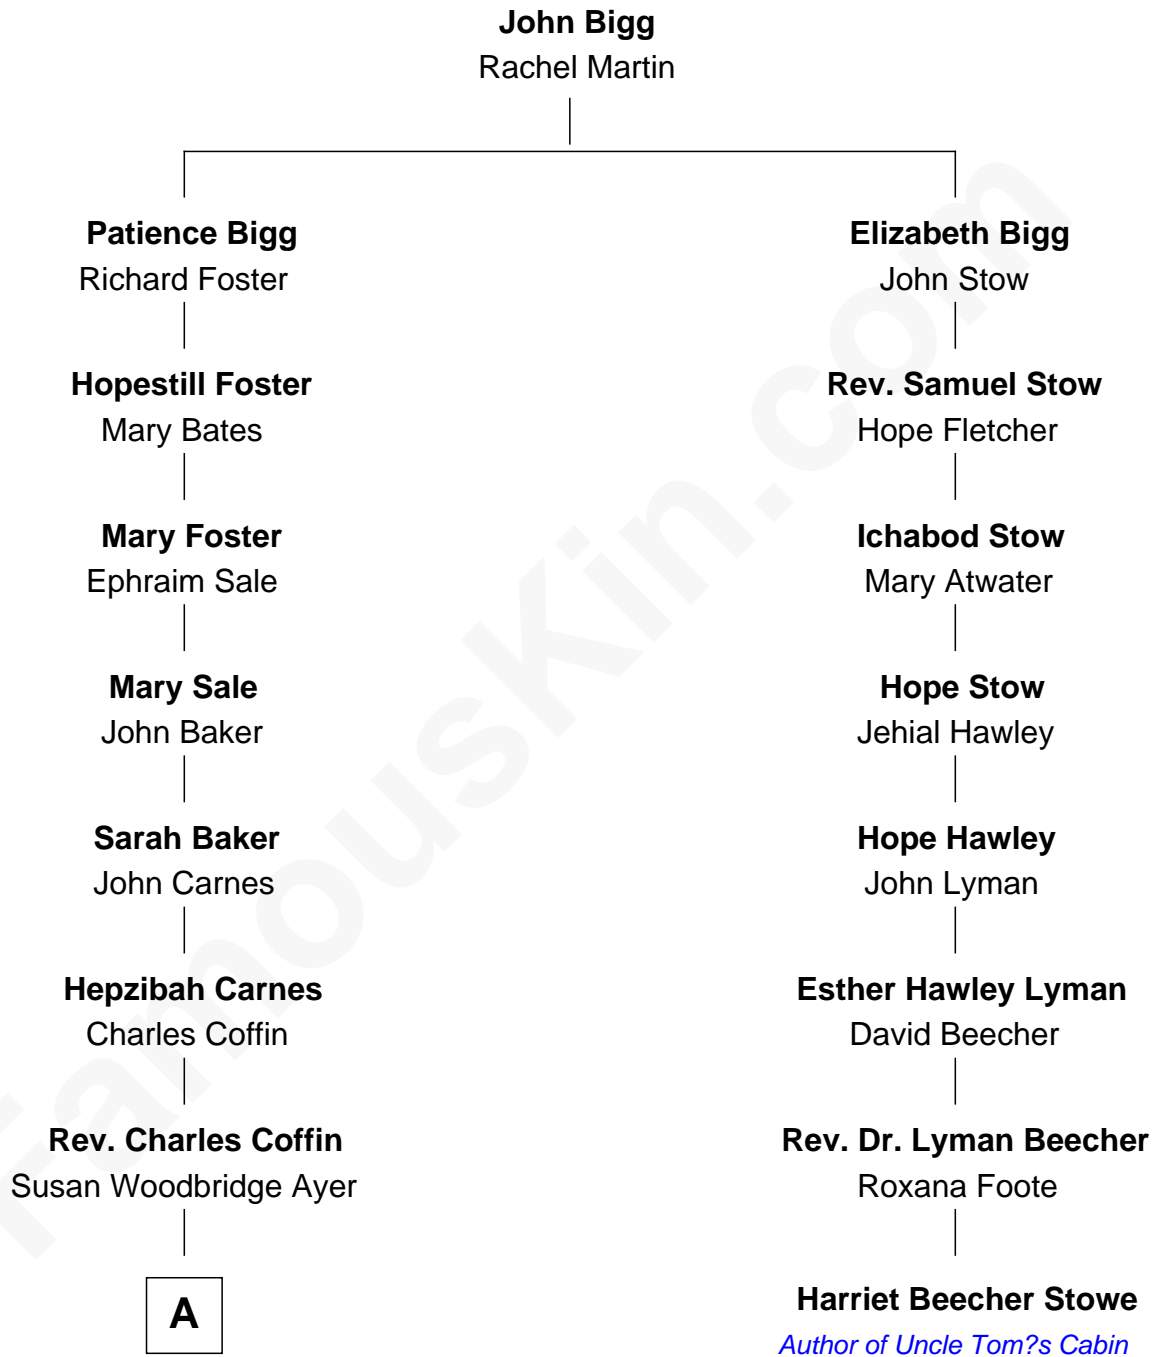 John Bigg
Rachel Martin
Patience Bigg
Richard Foster
Elizabeth Bigg
John Stow
Hopestill Foster
Mary Bates
Rev. Samuel Stow
Hope Fletcher
Mary Foster
Ephraim Sale
Ichabod Stow
Mary Atwater
Mary Sale
John Baker
Hope Stow
Jehial Hawley
Sarah Baker
John Carnes
Hope Hawley
John Lyman
Hepzibah Carnes
Charles Coffin
Esther Hawley Lyman
David Beecher
Rev. Charles Coffin
Susan Woodbridge Ayer
Rev. Dr. Lyman Beecher
Roxana Foote
A
Harriet Beecher Stowe
Author of Uncle Tom?s Cabin
FamousKin.com